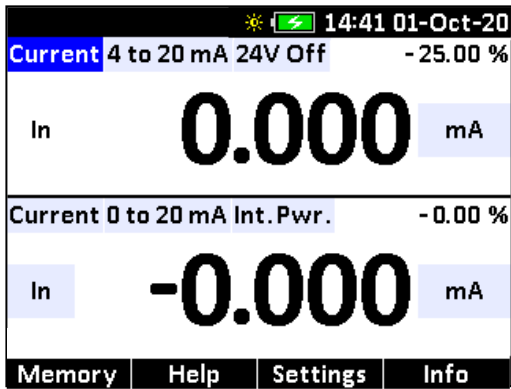 14:41 01-Oct-20
Current 4 to 20 mA 24V Off -25.00 %
In 0.000 mA
Current 0 to 20 mA Int.Pwr. -0.00 %
In -0.000 mA
Memory Help Settings Info